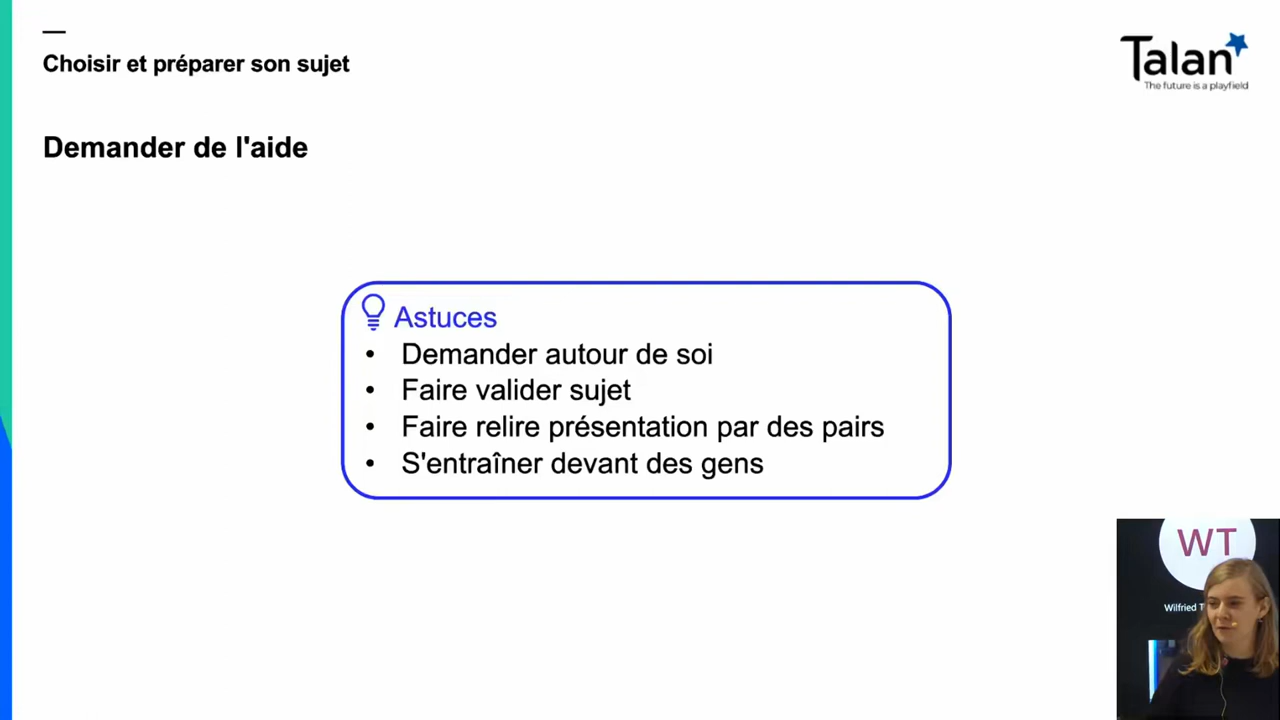 Choisir et préparer son sujet
Talan
The future is a playfield
Demander de l'aide
Astuces
• Demander autour de soi
• Faire valider sujet
• Faire relire présentation par des pairs
• S'entraîner devant des gens
WT
Wilfried